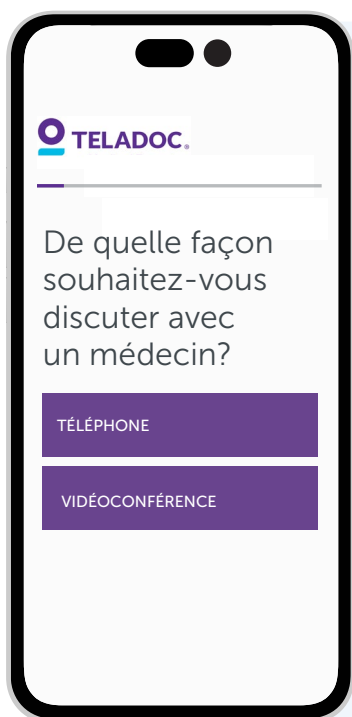 TELADOC®
De quelle façon
souhaitez-vous
discuter avec
un médecin?
TÉLÉPHONE
VIDÉOCONFÉRENCE